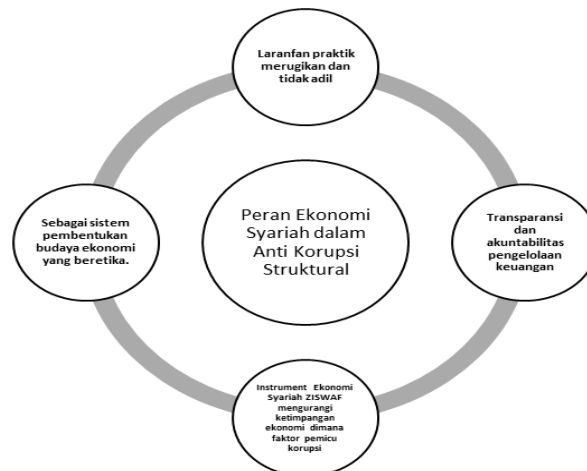 Laranfan praktik
merugikan dan
tidak adil
Sebagai sistem
pembentukan
budaya ekonomi
yang beretika.
Peran Ekonomi
Syariah dalam
Anti Korupsi
Struktural
Transparansi
dan
akuntabilitas
pengelolaan
keuangan
Instrument Ekonomi
Syariah ZISWAF
mengurangi
ketimpangan
ekonomi dimana
faktor pemicu
korupsi